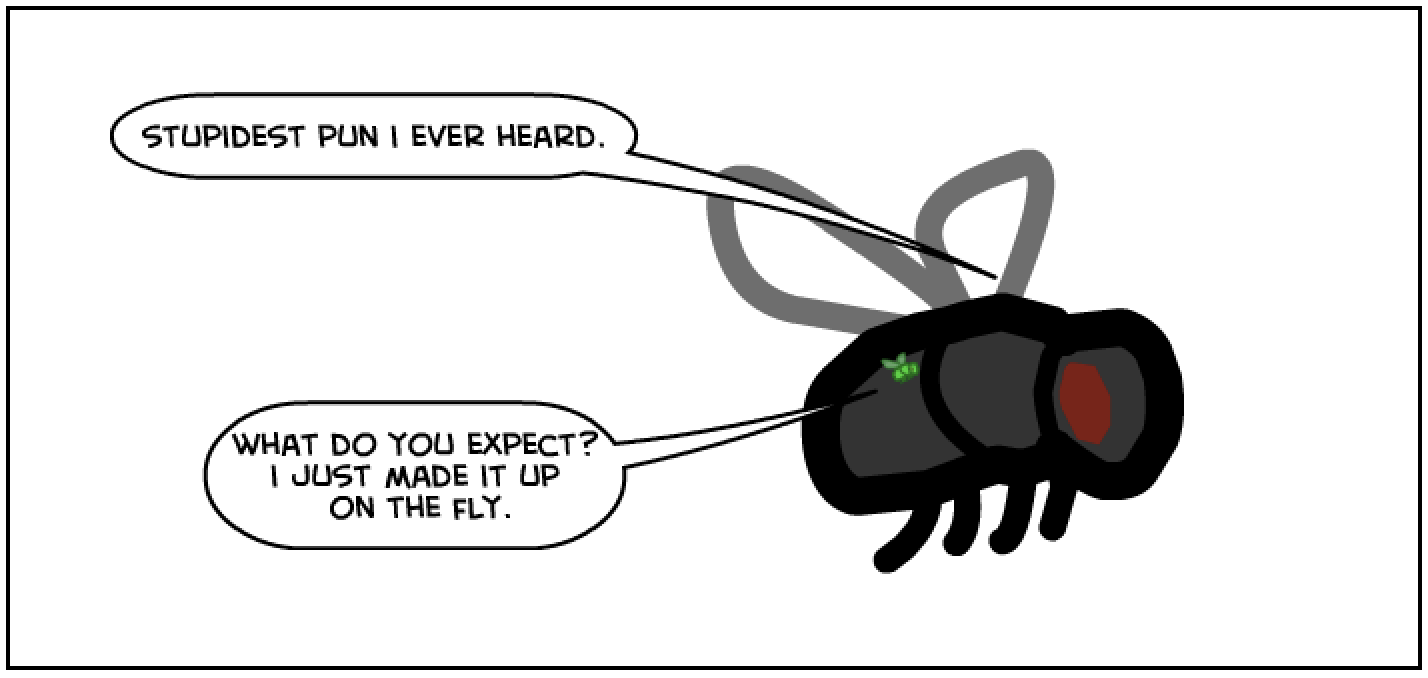 STUPIDEST PUN I EVER HEARD.
WHAT DO YOU EXPECT?
I JUST MADE IT UP
ON THE FLY.